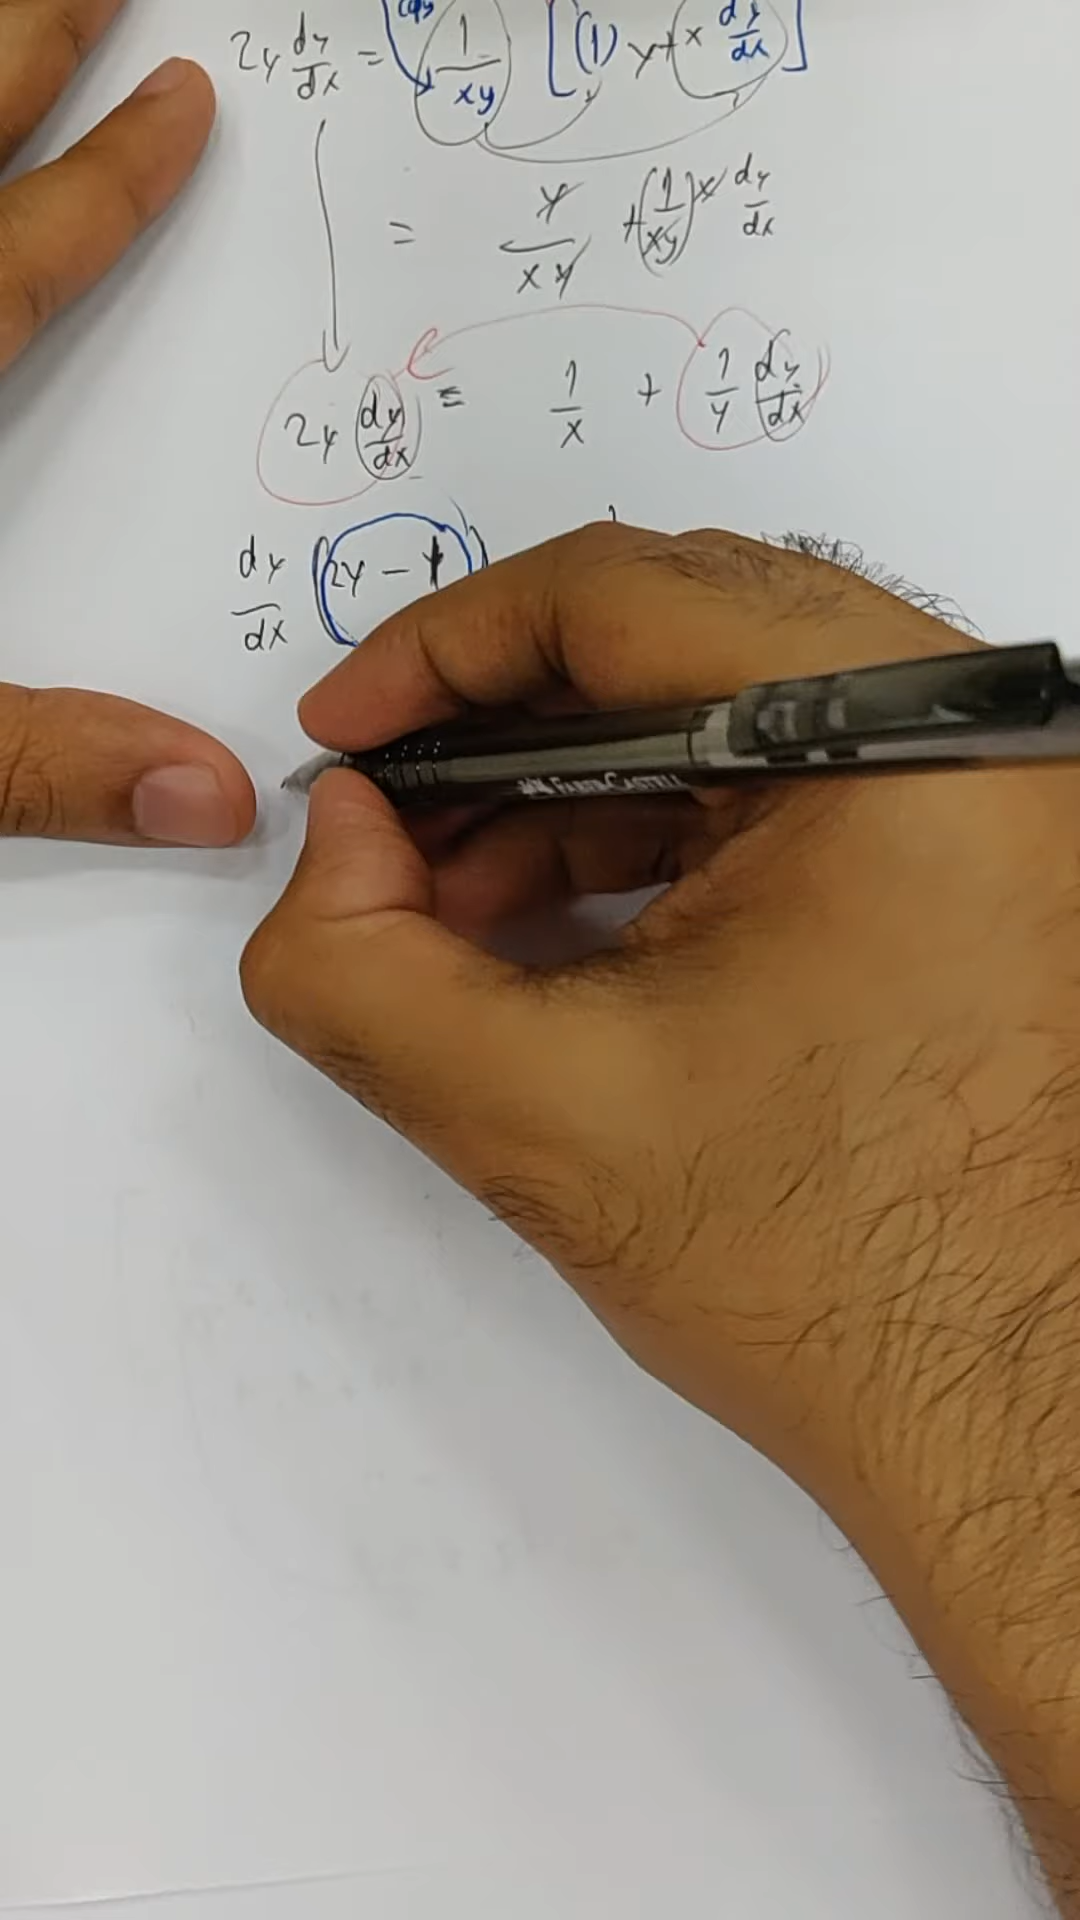 2y dy/dx = copy 1/xy [(1) y + x dy/dx]
= y/xy + (1/xy) x dy/dx
2y dy/dx = 1/x + 1/y dy/dx
dy/dx (2y -
FABER-CASTELL